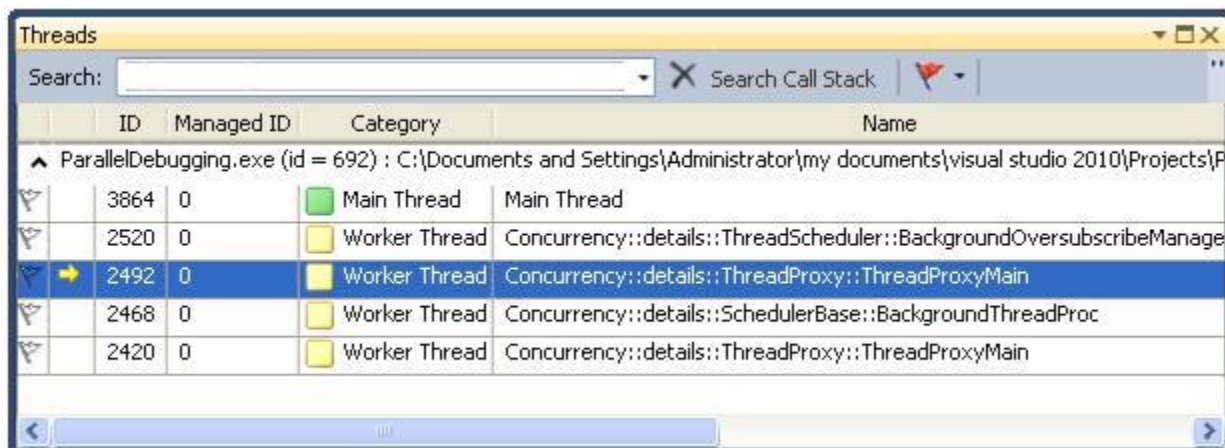 Threads
Search: Search Call Stack
ID Managed ID Category Name
ParallelDebugging.exe (id = 692) : C:\Documents and Settings\Administrator\my documents\visual studio 2010\Projects\P
3864 0 Main Thread Main Thread
2520 0 Worker Thread Concurrency::details::ThreadScheduler::BackgroundOversubscribeManage
2492 0 Worker Thread Concurrency::details::ThreadProxy::ThreadProxyMain
2468 0 Worker Thread Concurrency::details::SchedulerBase::BackgroundThreadProc
2420 0 Worker Thread Concurrency::details::ThreadProxy::ThreadProxyMain